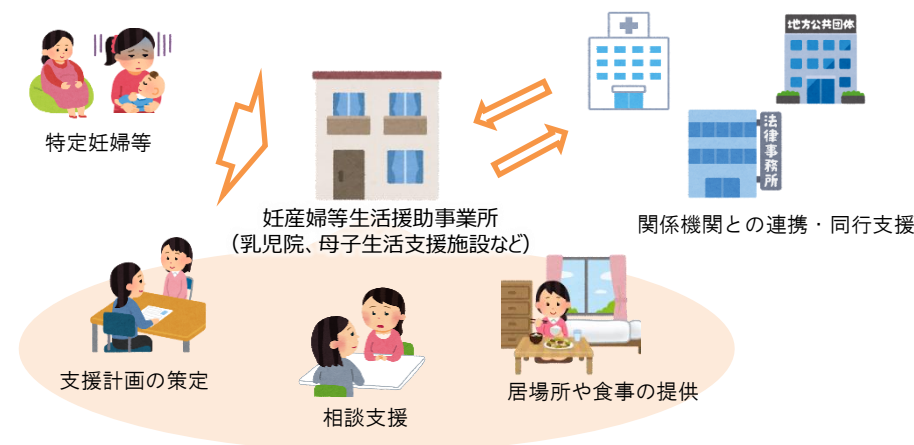 地方公共団体
特定妊婦等
法律事務所
妊産婦等生活援助事業所
（乳児院、母子生活支援施設など）
関係機関との連携・同行支援
支援計画の策定
相談支援
居場所や食事の提供